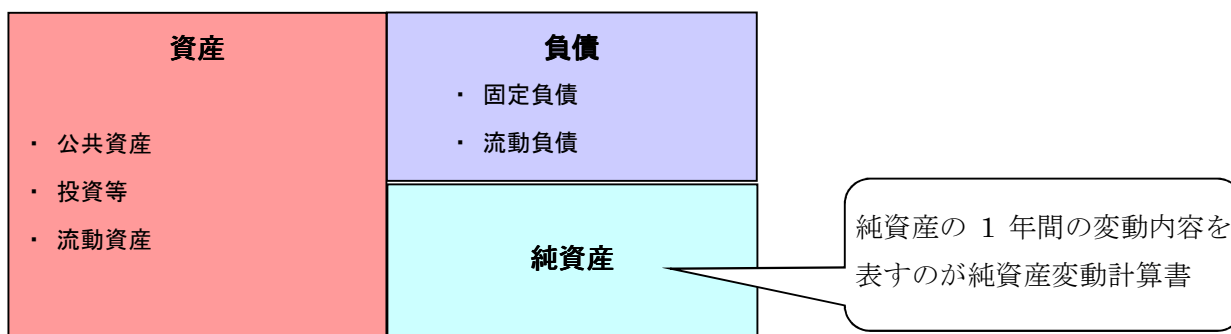 資産
・ 公共資産
・ 投資等
・ 流動資産
負債
・ 固定負債
・ 流動負債
純資産
純資産の 1 年間の変動内容を
表すのが純資産変動計算書